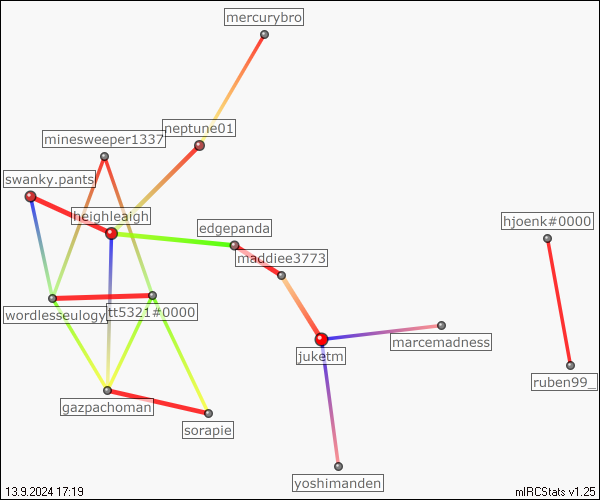 mercurybro
neptune01
minesweeper1337
swanky.pants
heighleaigh
edgepanda
hjoenk#0000
maddiee3773
wordlesseulogy
tt5321#0000
marcemadness
juketm
ruben99_
gazpachoman
sorapie
yoshimanden
13.9.2024 17:19
mIRCStats v1.25